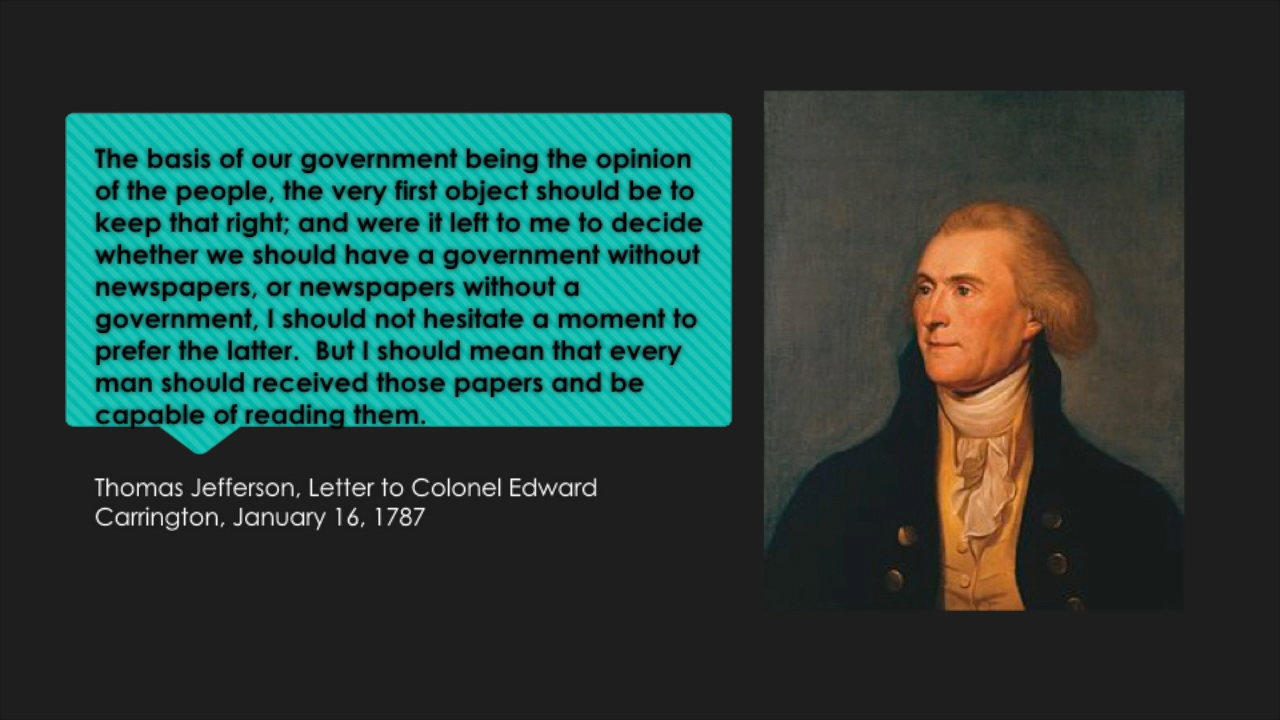 The basis of our government being the opinion
of the people, the very first object should be to
keep that right; and were it left to me to decide
whether we should have a government without
newspapers, or newspapers without a
government, I should not hesitate a moment to
prefer the latter.  But I should mean that every
man should received those papers and be
capable of reading them.
Thomas Jefferson, Letter to Colonel Edward
Carrington, January 16, 1787